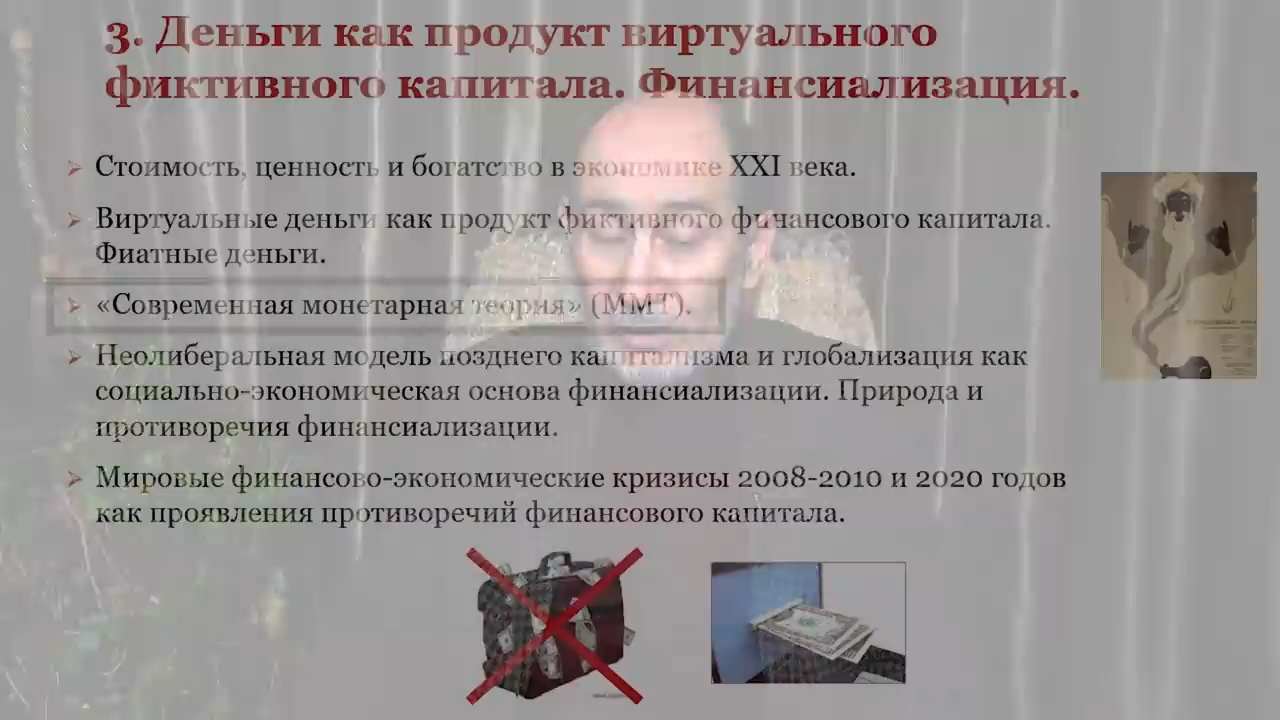 3. Деньги как продукт виртуального
фиктивного капитала. Финансиализация.
Стоимость, ценность и богатство в экономике XXI века.
Виртуальные деньги как продукт фиктивного финансового капитала.
Фиатные деньги.
«Современная монетарная теория» (ММТ).
Неолиберальная модель позднего капитализма и глобализация как
социально-экономическая основа финансиализации. Природа и
противоречия финансиализации.
Мировые финансово-экономические кризисы 2008-2010 и 2020 годов
как проявления противоречий финансового капитала.